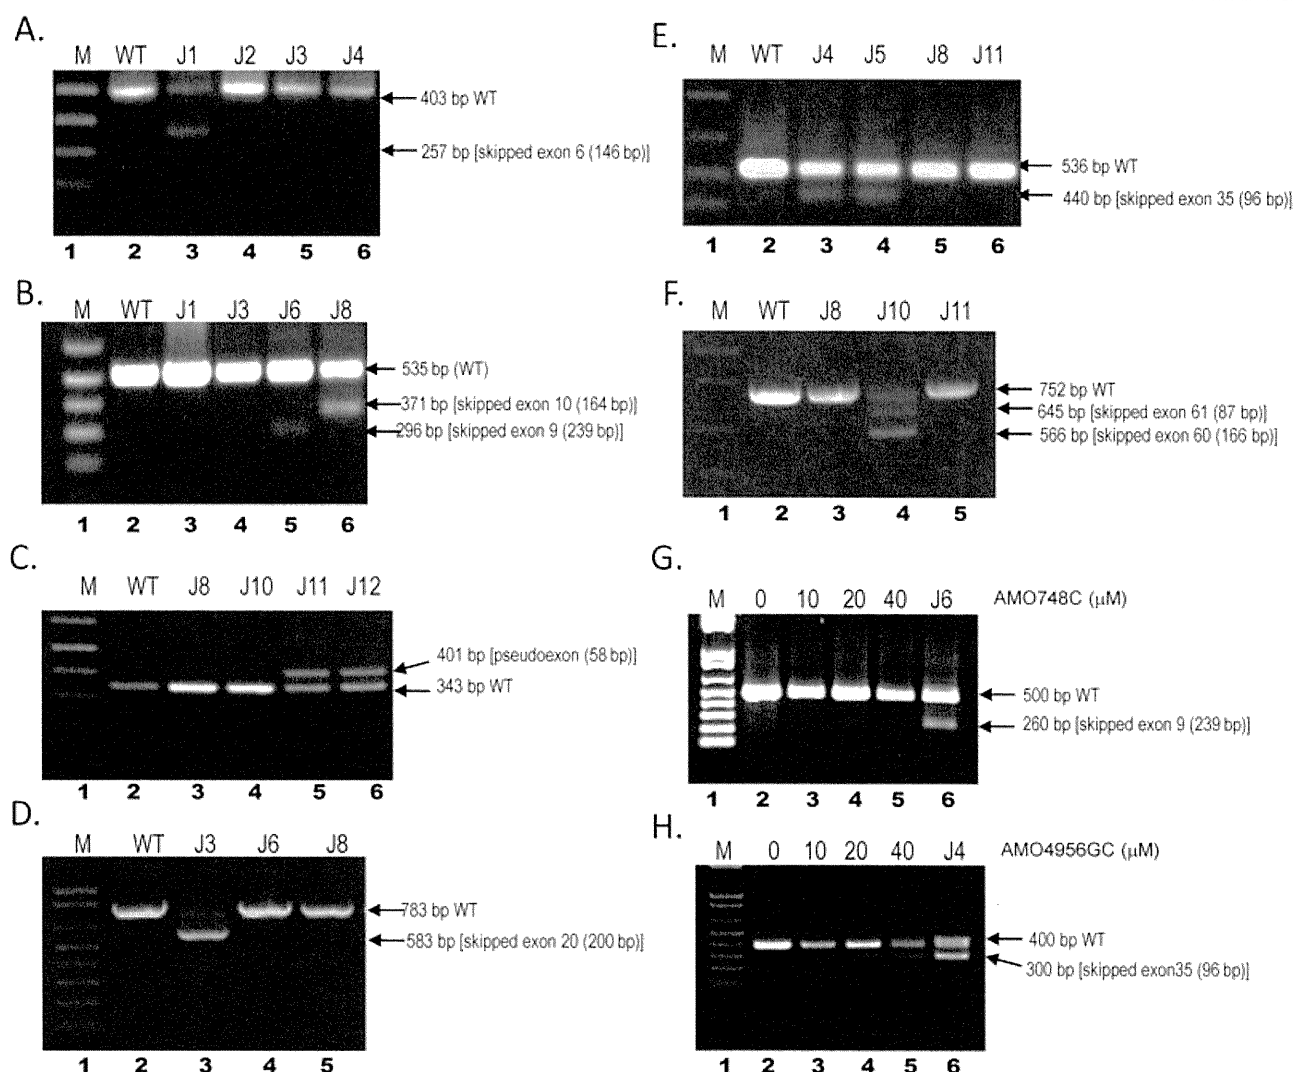 A.
M WT J1 J2 J3 J4
403 bp WT
257 bp [skipped exon 6 (146 bp)]
1 2 3 4 5 6
B.
M WT J1 J3 J6 J8
535 bp (WT)
371 bp [skipped exon 10 (164 bp)]
296 bp [skipped exon 9 (239 bp)]
1 2 3 4 5 6
C.
M WT J8 J10 J11 J12
401 bp [pseudoexon (58 bp)]
343 bp WT
1 2 3 4 5 6
D.
M WT J3 J6 J8
783 bp WT
583 bp [skipped exon 20 (200 bp)]
1 2 3 4 5
E.
M WT J4 J5 J8 J11
536 bp WT
440 bp [skipped exon 35 (96 bp)]
1 2 3 4 5 6
F.
M WT J8 J10 J11
752 bp WT
645 bp [skipped exon 61 (87 bp)]
566 bp [skipped exon 60 (166 bp)]
1 2 3 4 5
G.
M 0 10 20 40 J6 AMO748C (µM)
500 bp WT
260 bp [skipped exon 9 (239 bp)]
1 2 3 4 5 6
H.
M 0 10 20 40 J4 AMO4956GC (µM)
400 bp WT
300 bp [skipped exon35 (96 bp)]
1 2 3 4 5 6